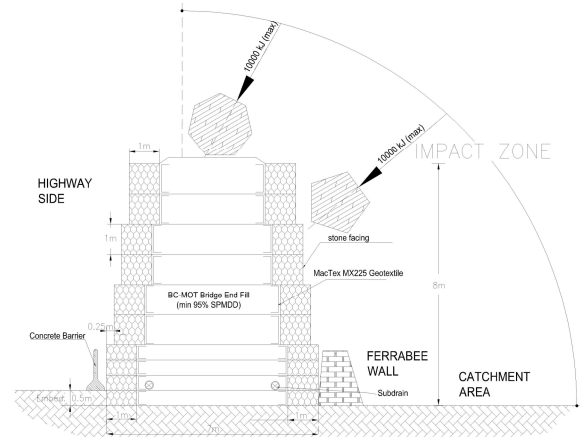 10000 kJ (max)
10000 kJ (max)
IMPACT ZONE
1m
HIGHWAY
SIDE
1m
stone facing
MacTex MX225 Geotextile
8m
BC-MOT Bridge End Fill
(min 95% SPMDD)
0.25m
Concrete Barrier
FERRABEE
WALL
CATCHMENT
AREA
Subdrain
Embed.
0.5m
1m
1m
7m